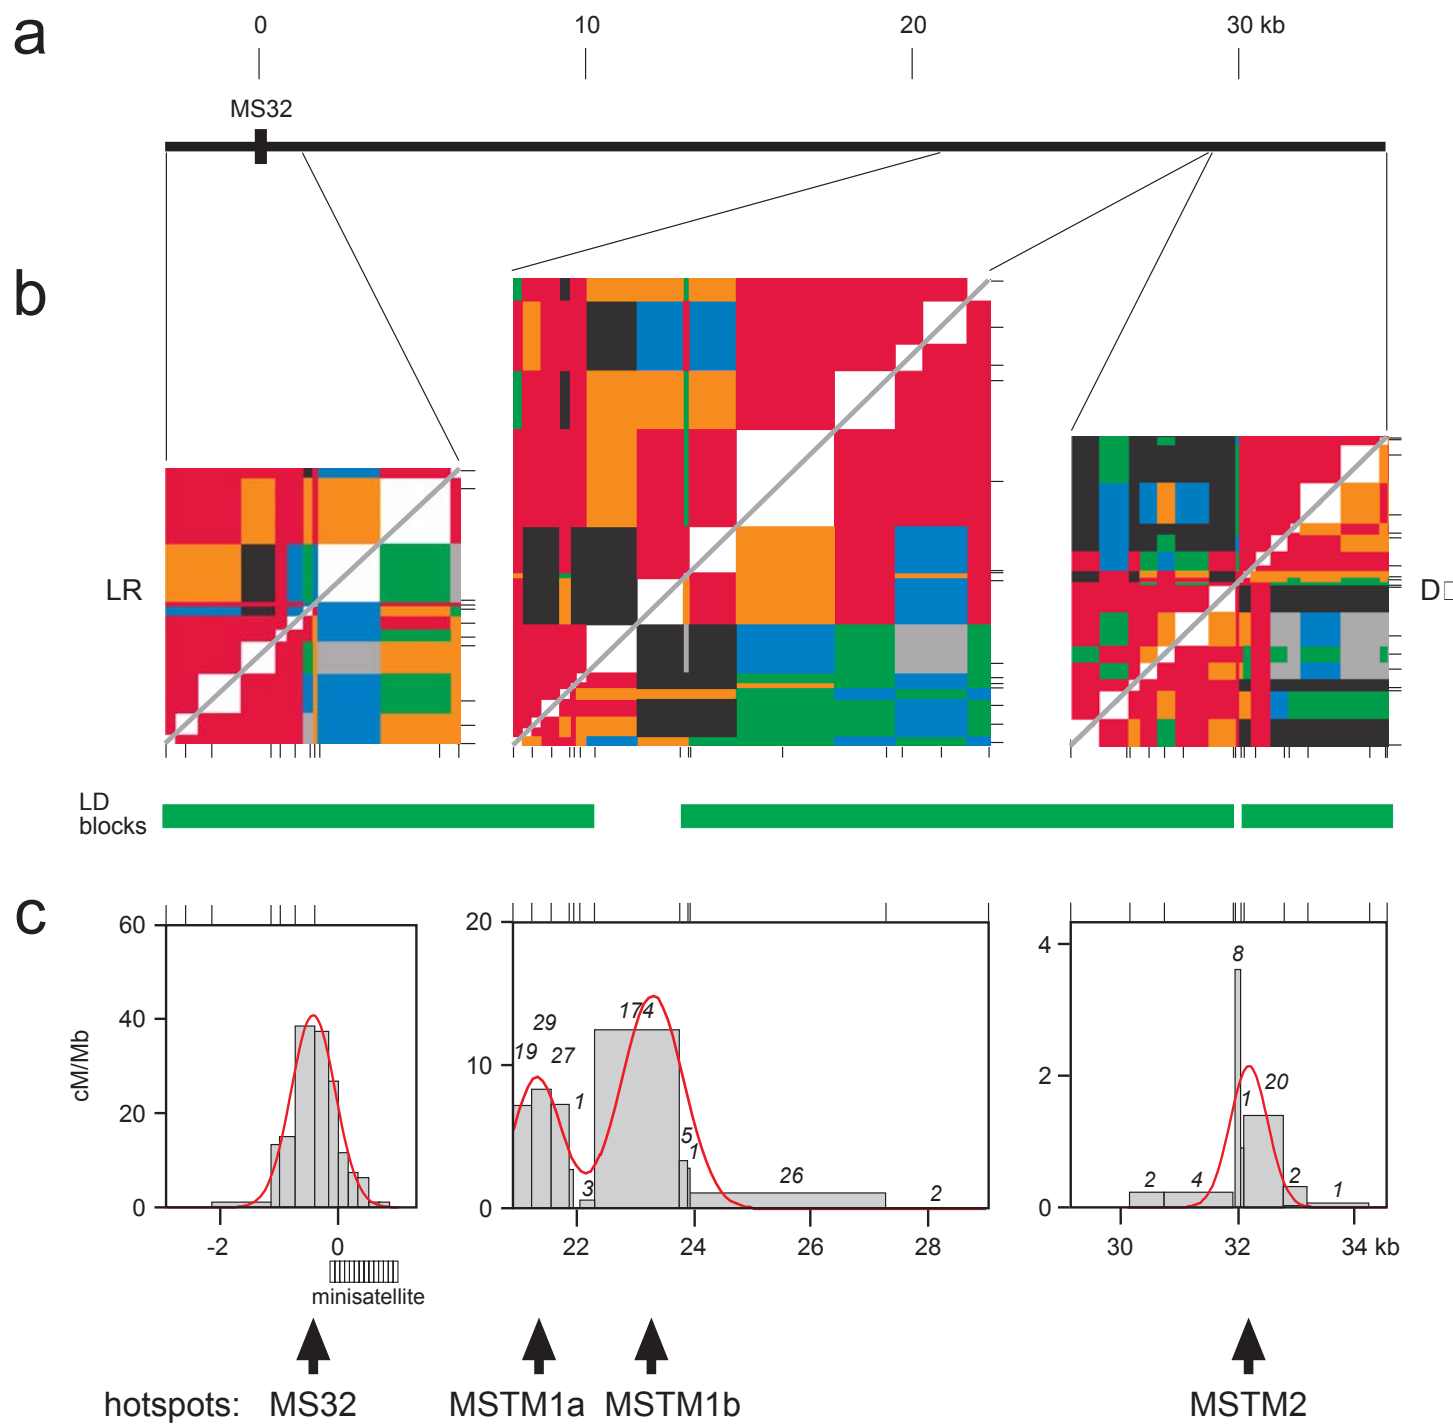 a
0 10 20 30 kb
MS32
b
LR D
LD
blocks
c
cM/Mb
60
40
20
0
-2 0
minisatellite
20
10
0
19 29 27 1 3 174 5 1 26 2
22 24 26 28
4
2
0
2 4 8 1 20 2 1
30 32 34 kb
hotspots: MS32 MSTM1a MSTM1b MSTM2